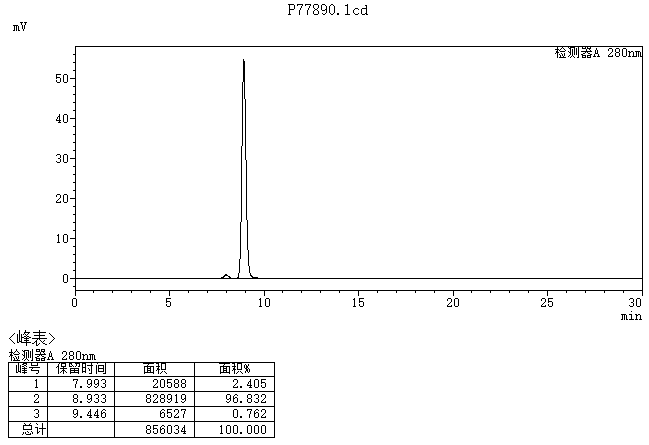 P77890.lcd
mV
检测器A 280nm
50
40
30
20
10
0
0 5 10 15 20 25 30
min
<峰表>
检测器A 280nm
峰号 保留时间 面积 面积%
1 7.993 20588 2.405
2 8.933 828919 96.832
3 9.446 6527 0.762
总计 856034 100.000